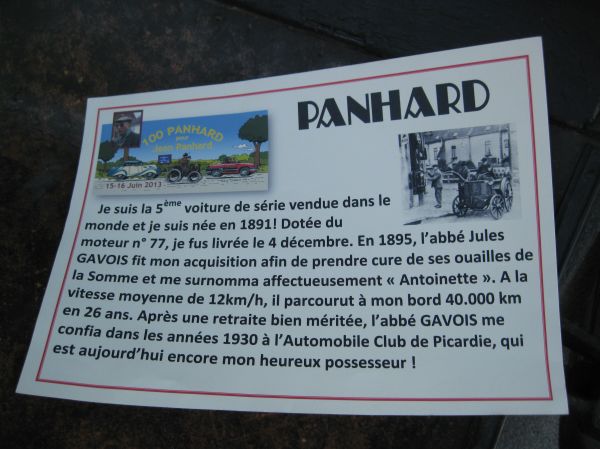 PANHARD
100 PANHARD
pour
Jean Panhard
15-16 Juin 2013
Je suis la 5ème voiture de série vendue dans le
monde et je suis née en 1891! Dotée du
moteur n° 77, je fus livrée le 4 décembre. En 1895, l'abbé Jules
GAVOIS fit mon acquisition afin de prendre cure de ses ouailles de
la Somme et me surnomma affectueusement « Antoinette ». A la
vitesse moyenne de 12km/h, il parcourut à mon bord 40.000 km
en 26 ans. Après une retraite bien méritée, l'abbé GAVOIS me
confia dans les années 1930 à l'Automobile Club de Picardie, qui
est aujourd'hui encore mon heureux possesseur !